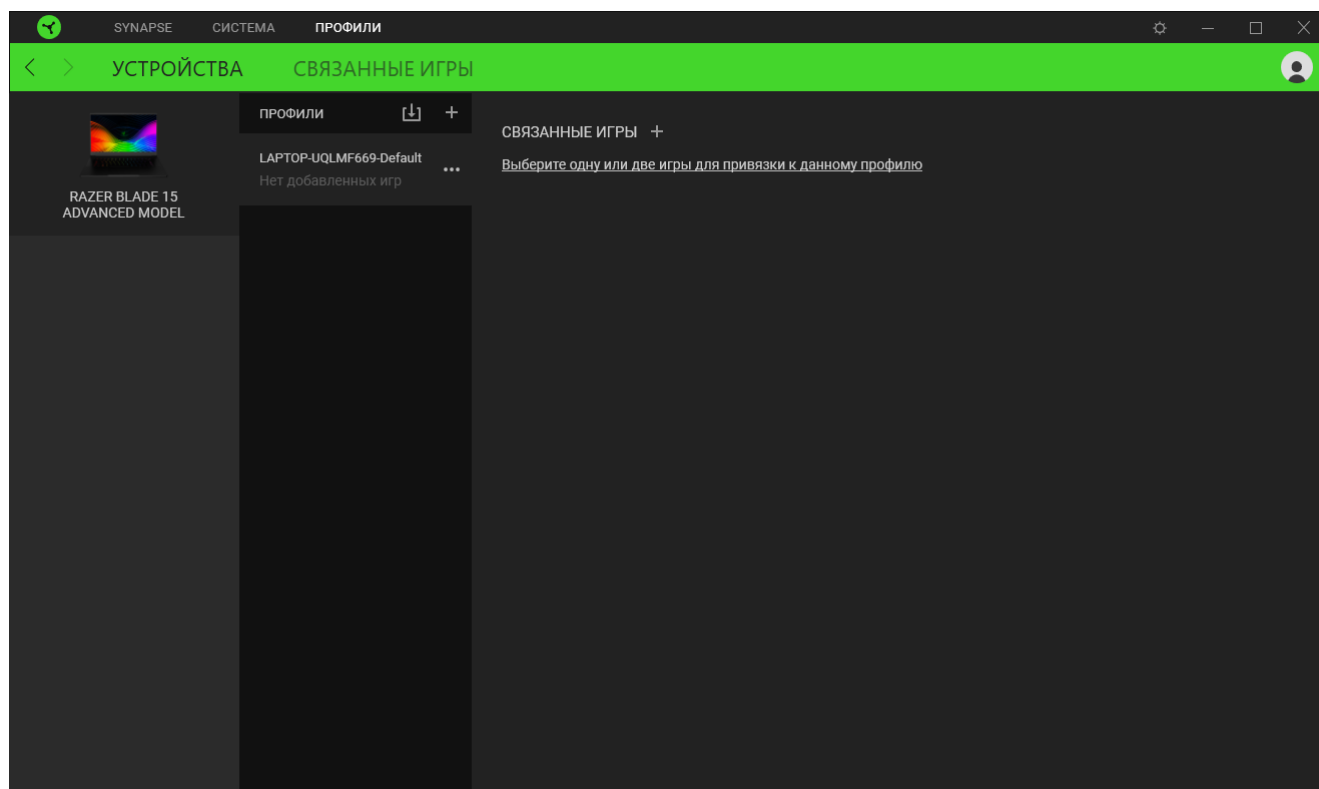 SYNAPSE СИСТЕМА ПРОФИЛИ
УСТРОЙСТВА СВЯЗАННЫЕ ИГРЫ
RAZER BLADE 15
ADVANCED MODEL
ПРОФИЛИ
LAPTOP-UQLMF669-Default
Нет добавленных игр
СВЯЗАННЫЕ ИГРЫ
Выберите одну или две игры для привязки к данному профилю